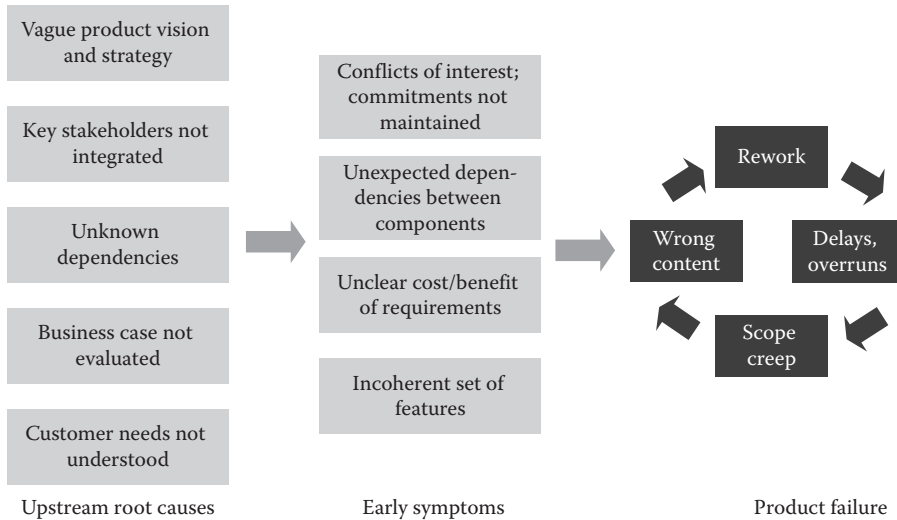 Vague product vision
and strategy
Key stakeholders not
integrated
Unknown
dependencies
Business case not
evaluated
Customer needs not
understood
Upstream root causes
Conflicts of interest;
commitments not
maintained
Unexpected depen-
dencies between
components
Unclear cost/benefit
of requirements
Incoherent set of
features
Early symptoms
Rework
Wrong
content
Delays,
overruns
Scope
creep
Product failure